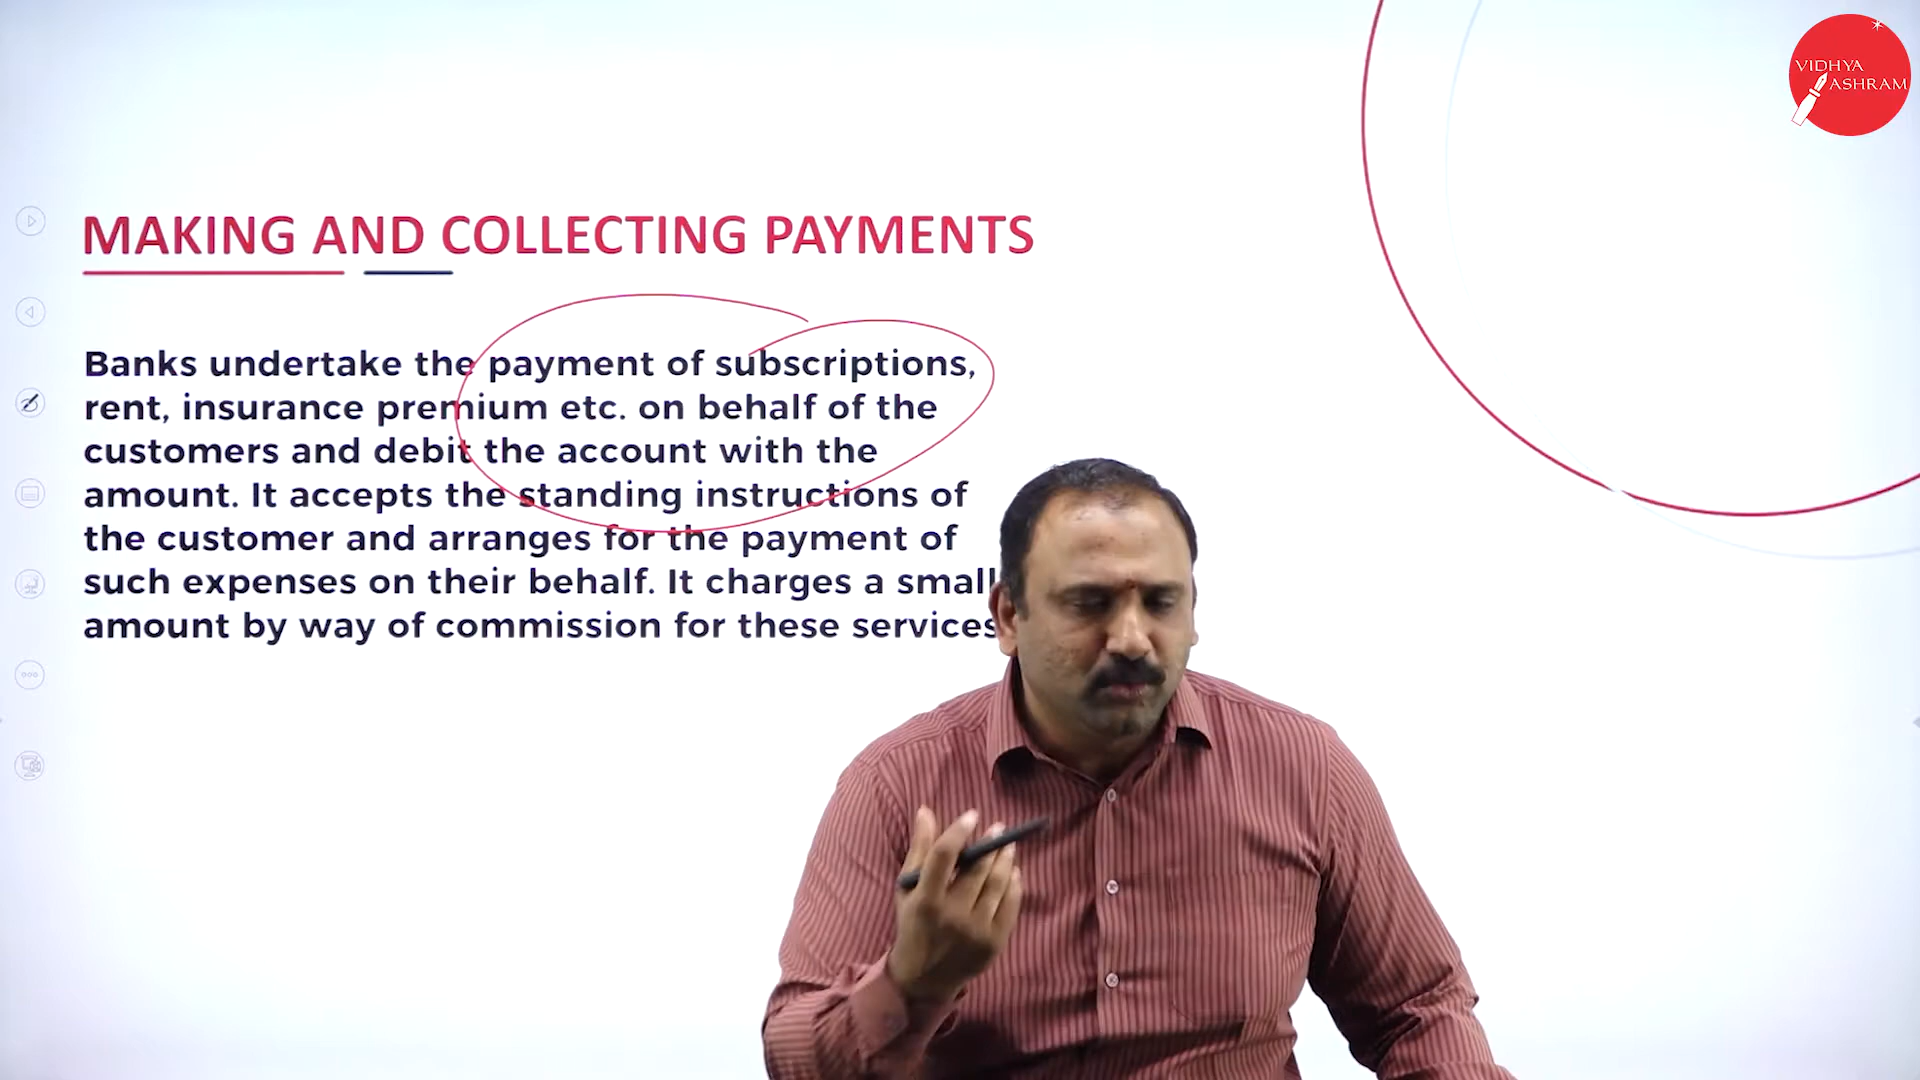 VIDHYA
ASHRAM
MAKING AND COLLECTING PAYMENTS
Banks undertake the payment of subscriptions,
rent, insurance premium etc. on behalf of the
customers and debit the account with the
amount. It accepts the standing instructions of
the customer and arranges for the payment of
such expenses on their behalf. It charges a small
amount by way of commission for these services